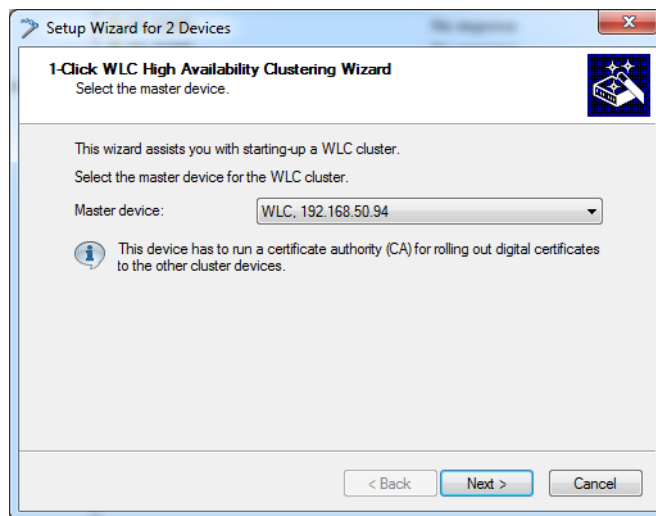 Setup Wizard for 2 Devices
No response
1-Click WLC High Availability Clustering Wizard
Select the master device.
This wizard assists you with starting-up a WLC cluster.
Select the master device for the WLC cluster.
Master device: WLC, 192.168.50.94
This device has to run a certificate authority (CA) for rolling out digital certificates
to the other cluster devices.
< Back Next > Cancel